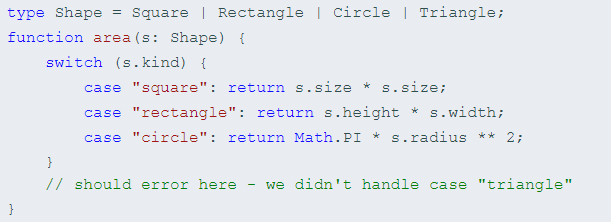 type Shape = Square | Rectangle | Circle | Triangle;
function area(s: Shape) {
    switch (s.kind) {
        case "square": return s.size * s.size;
        case "rectangle": return s.height * s.width;
        case "circle": return Math.PI * s.radius ** 2;
    }
    // should error here - we didn't handle case "triangle"
}